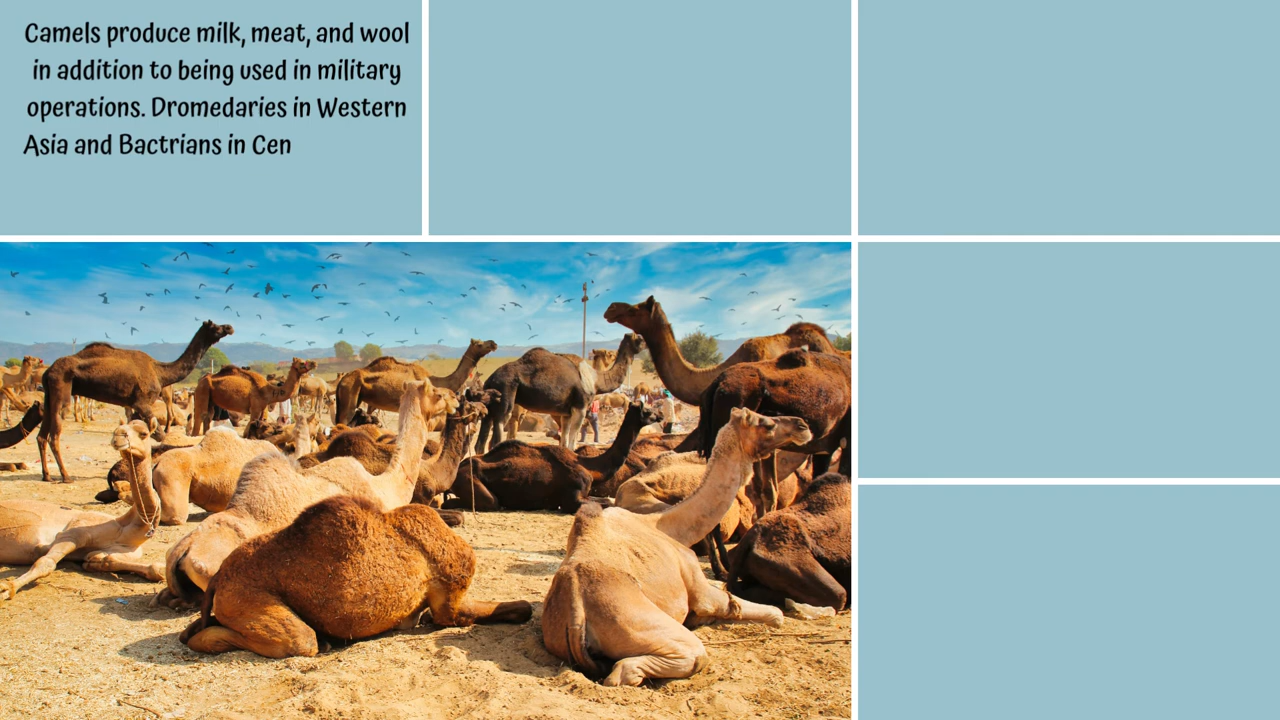 Camels produce milk, meat, and wool
in addition to being used in military
operations. Dromedaries in Western
Asia and Bactrians in Cen